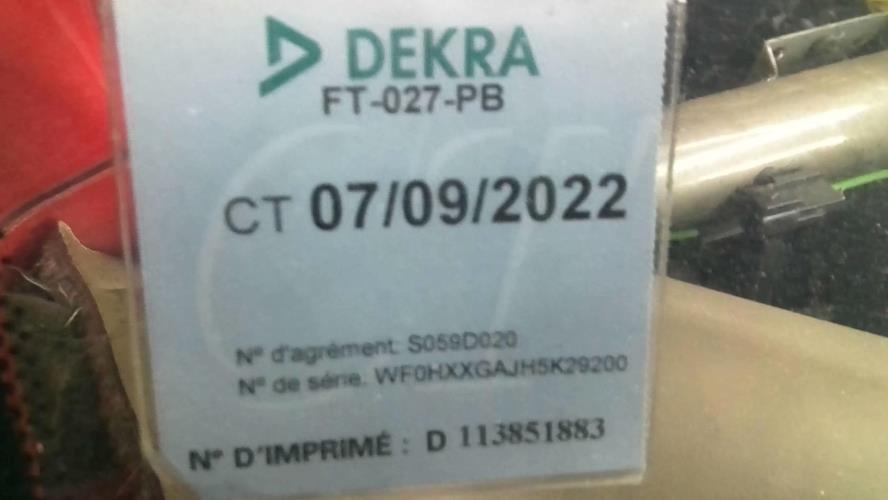 DEKRA
FT-027-PB
CT 07/09/2022
N° d'agrément. S059D020
N° de série. WF0HXXGAJH5K29200
N° D'IMPRIMÉ : D 113851883